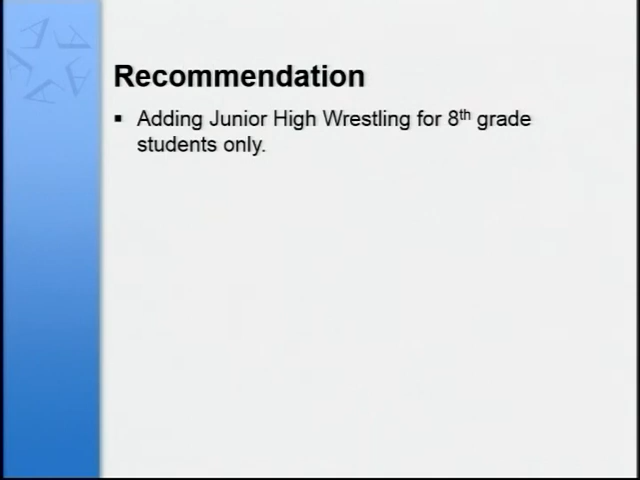 Recommendation
▪ Adding Junior High Wrestling for 8th grade
students only.